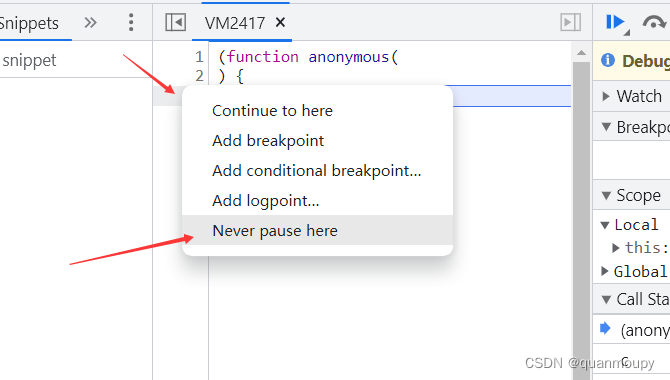 Snippets
VM2417
snippet
1 (function anonymous(
2 ) {
Continue to here
Add breakpoint
Add conditional breakpoint...
Add logpoint...
Never pause here
Debug
Watch
Breakpo
Scope
Local
this:
Global
Call Sta
(anony
c
CSDN @quanmoupy